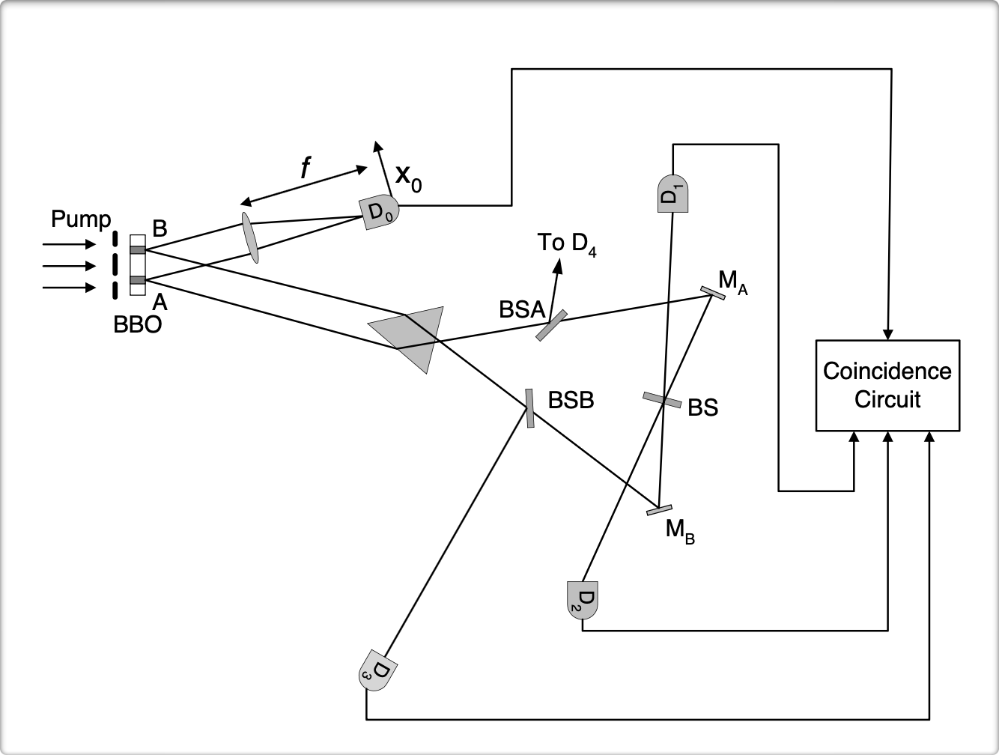 f
x0
D0
D1
Pump
B
To D4
MA
BSA
A
BBO
Coincidence
Circuit
BSB
BS
MB
D2
D3